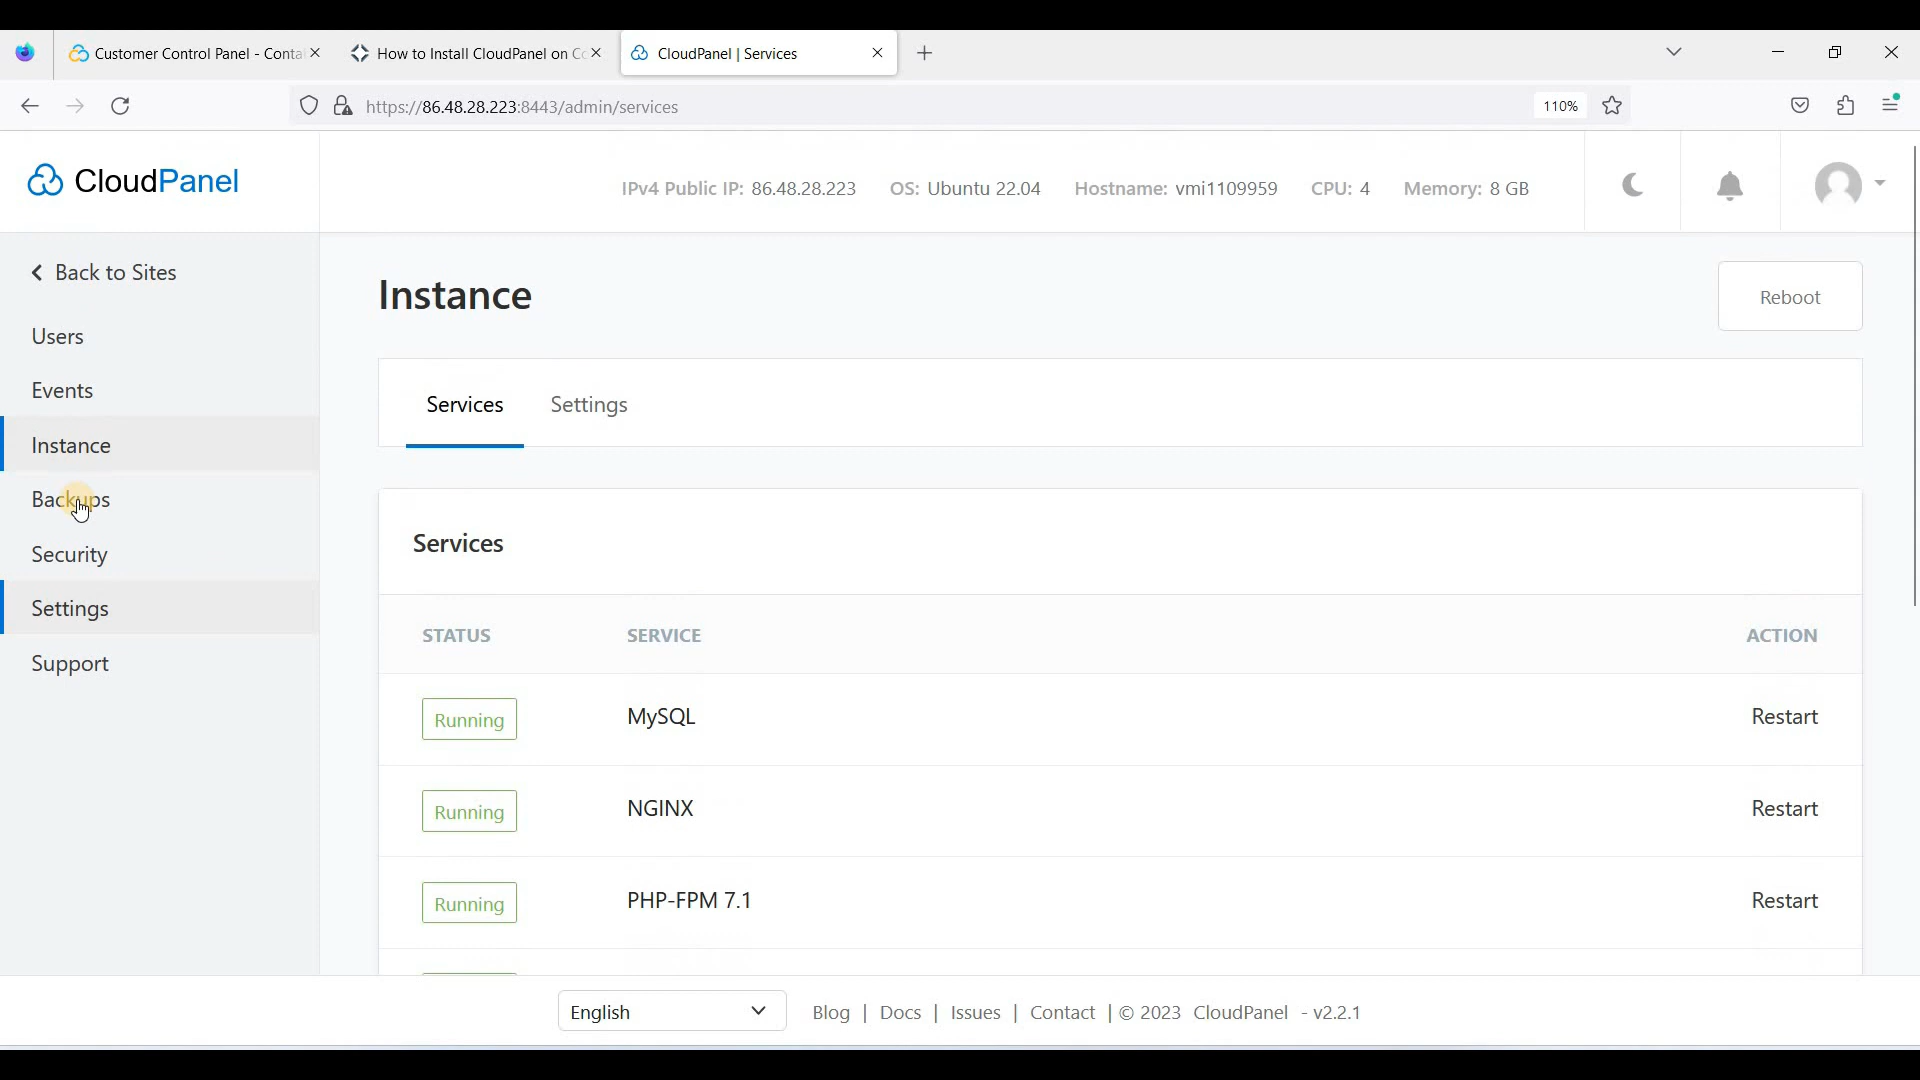 Customer Control Panel - Conta
How to Install CloudPanel on Co
CloudPanel | Services
https://86.48.28.223:8443/admin/services
110%
CloudPanel
IPv4 Public IP: 86.48.28.223 OS: Ubuntu 22.04 Hostname: vmi1109959 CPU: 4 Memory: 8 GB
Back to Sites
Users
Events
Instance
Backups
Security
Settings
Support
Instance
Reboot
Services Settings
Services
STATUS SERVICE ACTION
Running MySQL Restart
Running NGINX Restart
Running PHP-FPM 7.1 Restart
English Blog | Docs | Issues | Contact | © 2023 CloudPanel - v2.2.1